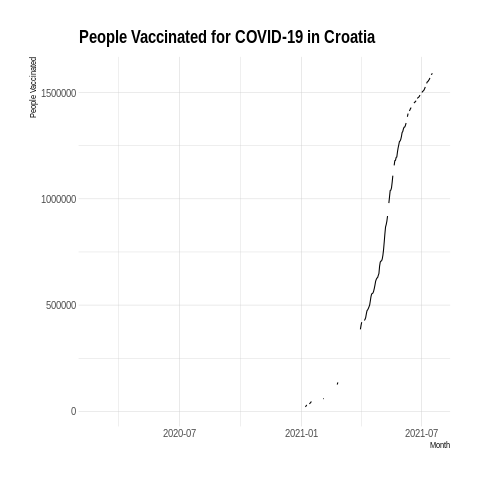 People Vaccinated for COVID-19 in Croatia
People Vaccinated
1500000
1000000
500000
0
2020-07 2021-01 2021-07
Month